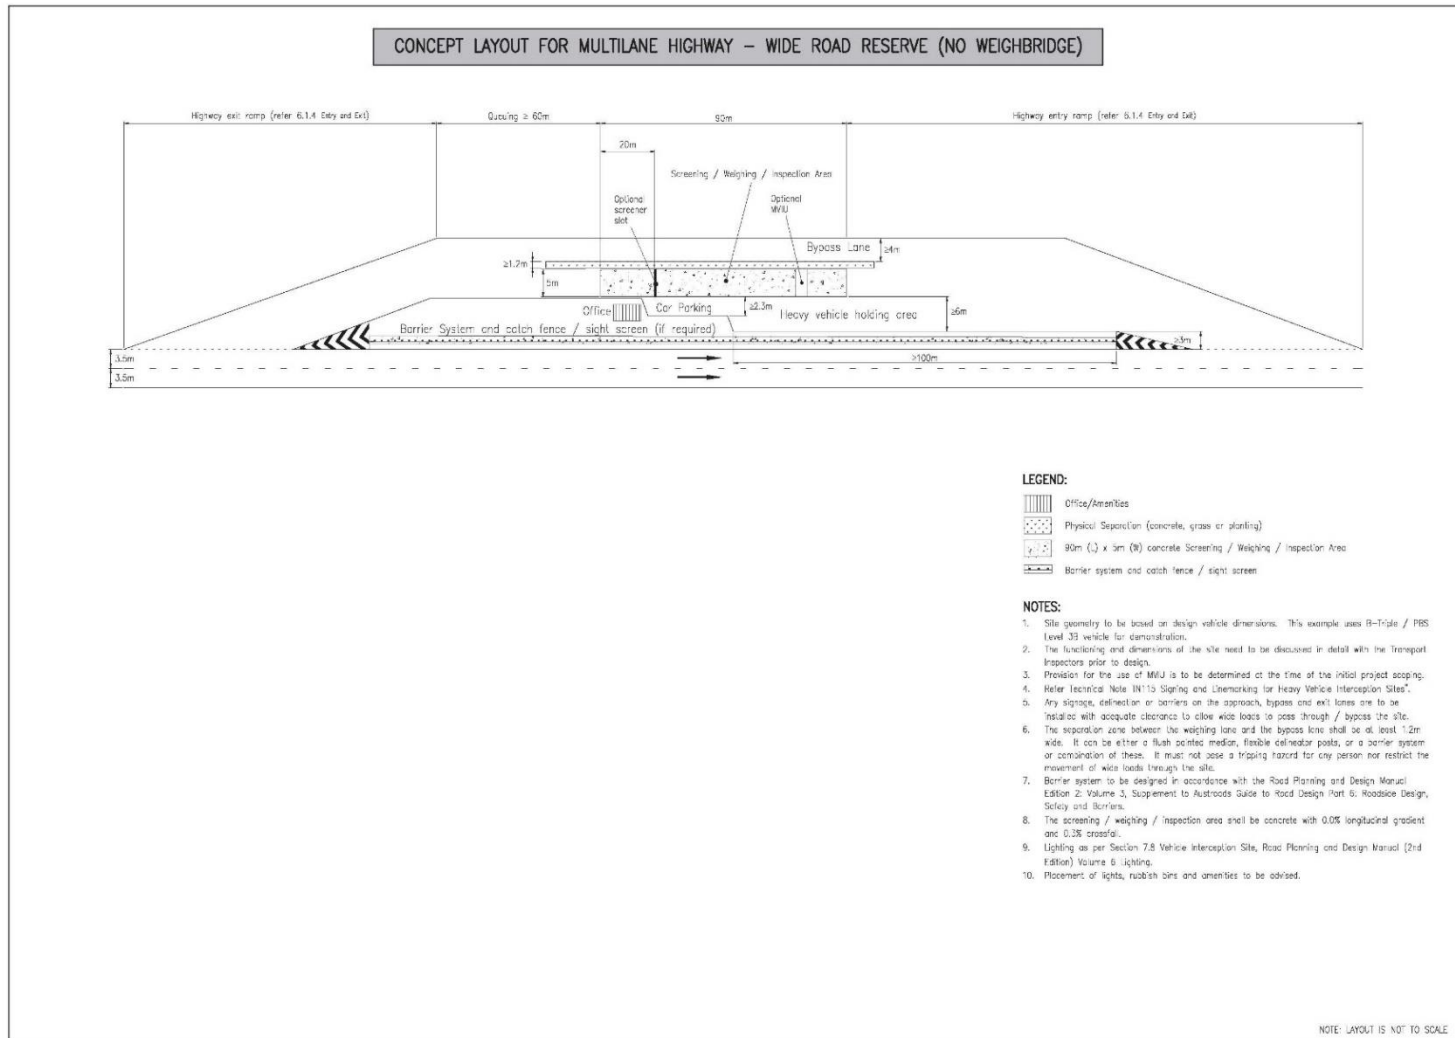 CONCEPT LAYOUT FOR MULTILANE HIGHWAY – WIDE ROAD RESERVE (NO WEIGHBRIDGE)
Highway exit ramp (refer 6.1.4 Entry and Exit)
Queuing ≥ 60m
90m
Highway entry ramp (refer 6.1.4 Entry and Exit)
20m
Screening / Weighing / Inspection Area
Optional
screener
slot
Optional
MVIU
Bypass Lane
≥4m
≥1.2m
5m
Office
Car Parking
≥2.3m
Heavy vehicle holding area
≥6m
Barrier System and catch fence / sight screen (if required)
≥3m
3.5m
>100m
3.5m
LEGEND:
Office/Amenities
Physical Separation (concrete, grass or planting)
90m (L) x 5m (W) concrete Screening / Weighing / Inspection Area
Barrier system and catch fence / sight screen
NOTES:
1. Site geometry to be based on design vehicle dimensions. This example uses B–Triple / PBS
Level 3B vehicle for demonstration.
2. The functioning and dimensions of the site need to be discussed in detail with the Transport
Inspectors prior to design.
3. Provision for the use of MVIU is to be determined at the time of the initial project scoping.
4. Refer Technical Note TN115 Signing and Linemarking for Heavy Vehicle Interception Sites".
5. Any signage, delineation or barriers on the approach, bypass and exit lanes are to be
installed with adequate clearance to allow wide loads to pass through / bypass the site.
6. The separation zone between the weighing lane and the bypass lane shall be at least 1.2m
wide. It can be either a flush painted median, flexible delineator posts, or a barrier system
or combination of these. It must not pose a tripping hazard for any person nor restrict the
movement of wide loads through the site.
7. Barrier system to be designed in accordance with the Road Planning and Design Manual
Edition 2: Volume 3, Supplement to Austroads Guide to Road Design Part 6: Roadside Design,
Safety and Barriers.
8. The screening / weighing / inspection area shall be concrete with 0.0% longitudinal gradient
and 0.3% crossfall.
9. Lighting as per Section 7.8 Vehicle Interception Site, Road Planning and Design Manual (2nd
Edition) Volume 6 Lighting.
10. Placement of lights, rubbish bins and amenities to be advised.
NOTE: LAYOUT IS NOT TO SCALE